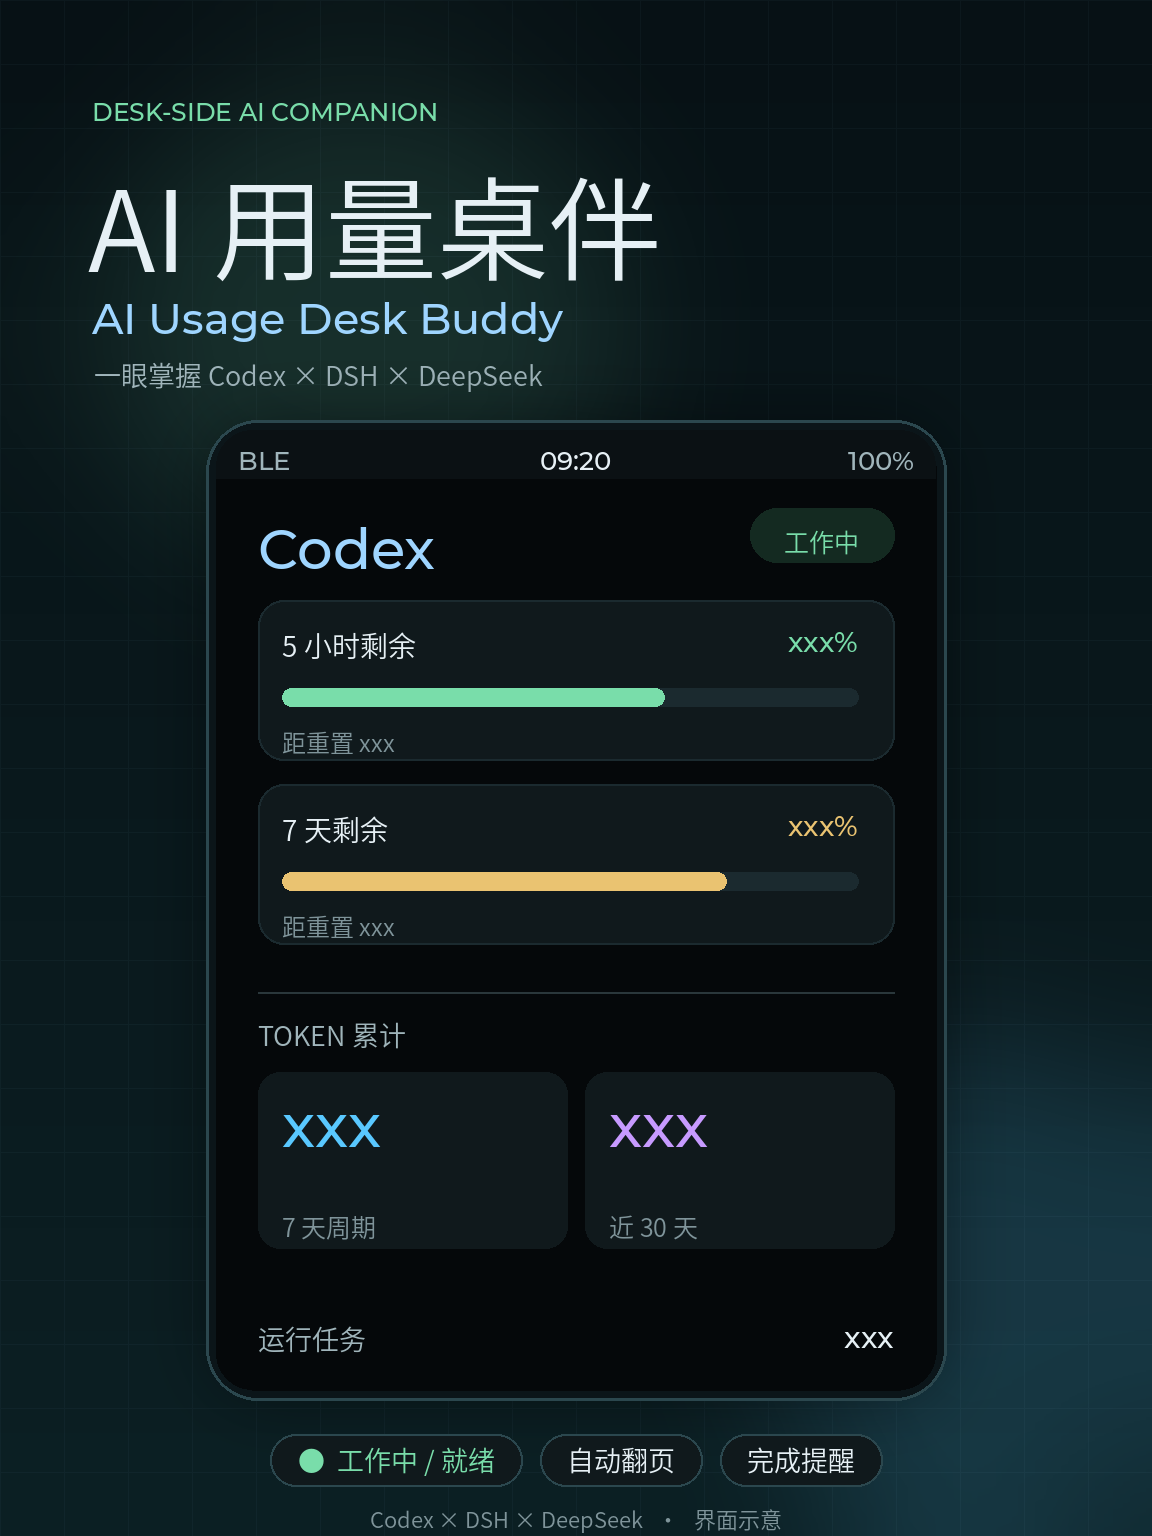 DESK-SIDE AI COMPANION
AI 用量桌伴
AI Usage Desk Buddy
一眼掌握 Codex × DSH × DeepSeek
BLE 09:20 100%
Codex 工作中
5 小时剩余 xxx%
距重置 xxx
7 天剩余 xxx%
距重置 xxx
TOKEN 累计
xxx xxx
7 天周期 近 30 天
运行任务 xxx
工作中 / 就绪 自动翻页 完成提醒
Codex × DSH × DeepSeek · 界面示意